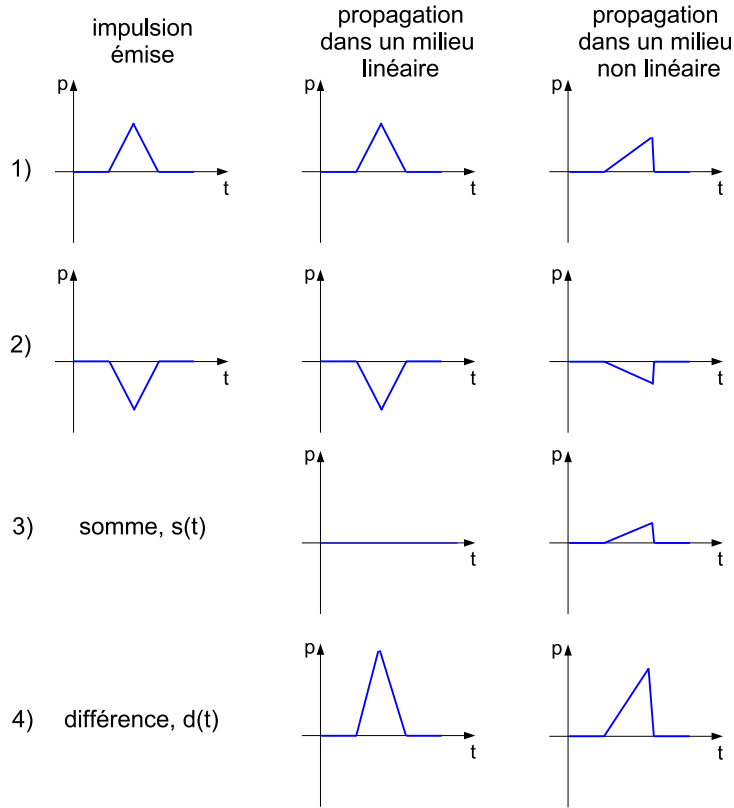 impulsion
émise
propagation
dans un milieu
linéaire
propagation
dans un milieu
non linéaire
1)
p
t
p
t
p
t
2)
p
t
p
t
p
t
3)
somme, s(t)
p
t
p
t
4)
différence, d(t)
p
t
p
t